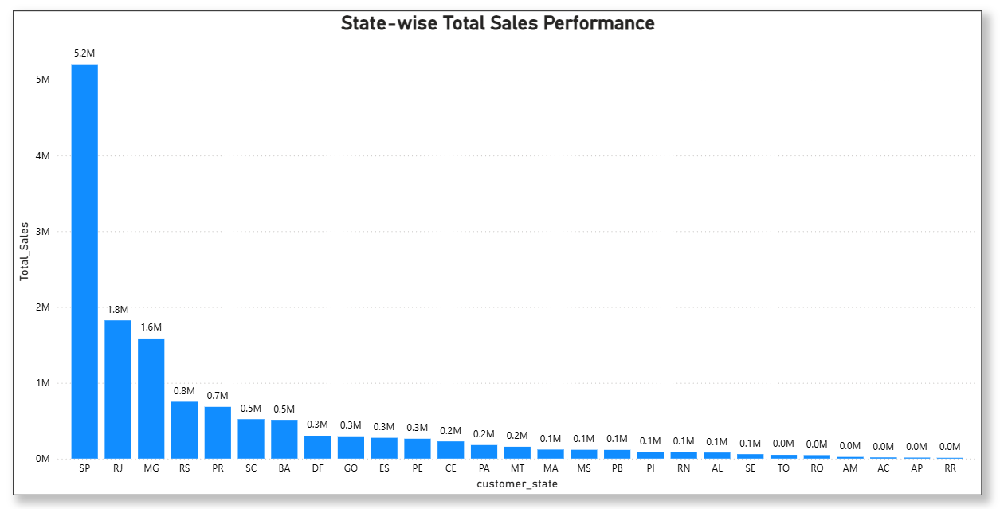 State-wise Total Sales Performance
5.2M
5M
4M
3M
2M
1M
0M
Total_Sales
1.8M
1.6M
0.8M
0.7M
0.5M
0.5M
0.3M
0.3M
0.3M
0.3M
0.2M
0.2M
0.2M
0.1M
0.1M
0.1M
0.1M
0.1M
0.1M
0.1M
0.0M
0.0M
0.0M
0.0M
0.0M
0.0M
SP RJ MG RS PR SC BA DF GO ES PE CE PA MT MA MS PB PI RN AL SE TO RO AM AC AP RR
customer_state